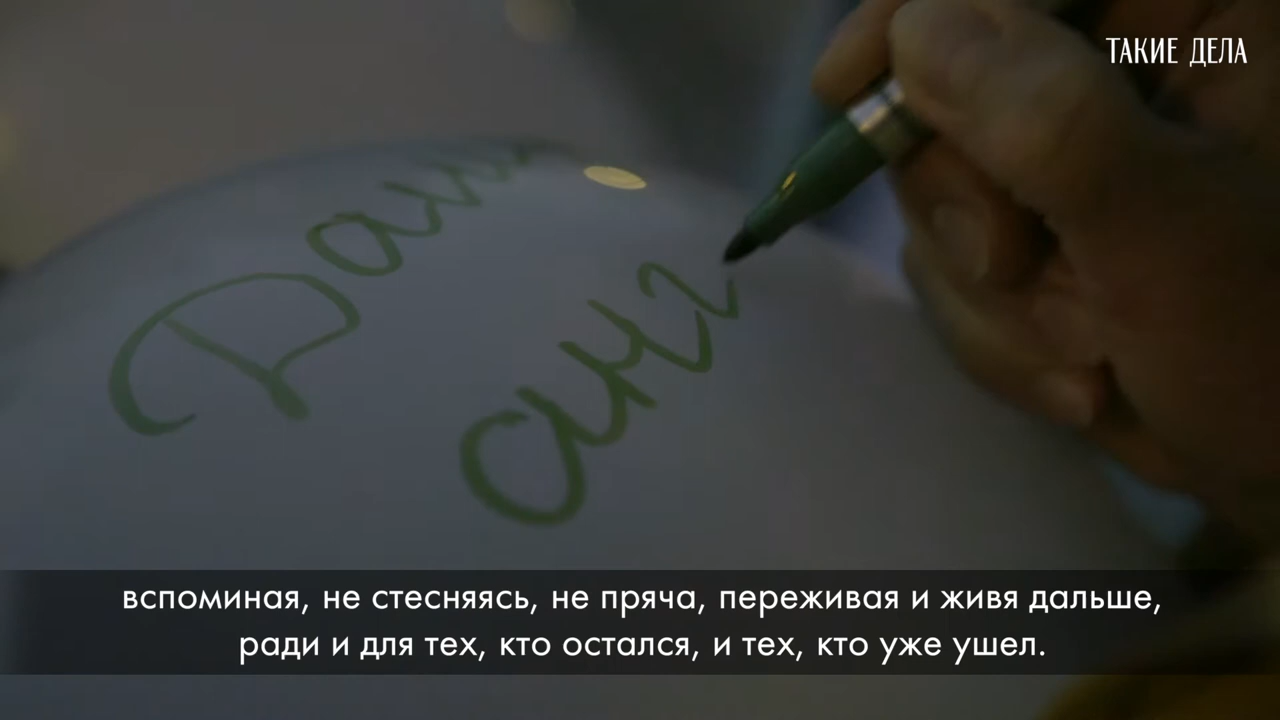 ТАКИЕ ДЕЛА
анг
вспоминая, не стесняясь, не пряча, переживая и живя дальше,
ради и для тех, кто остался, и тех, кто уже ушел.